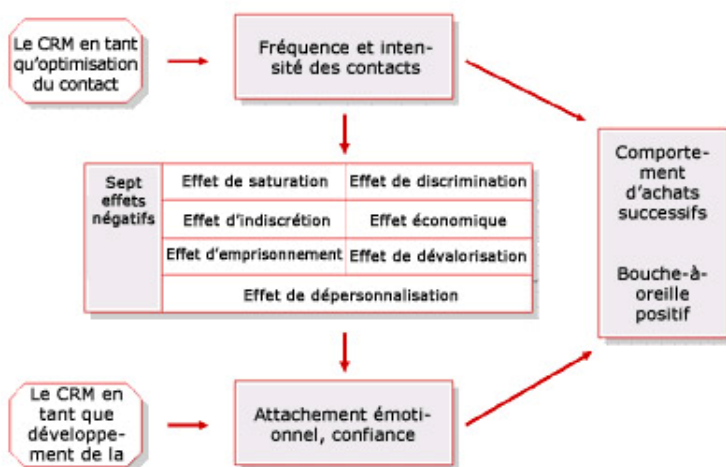 Le CRM en tant
qu'optimisation
du contact
Fréquence et inten-
sité des contacts
Sept
effets
négatifs
Effet de saturation
Effet de discrimination
Effet d'indiscrétion
Effet économique
Effet d'emprisonnement
Effet de dévalorisation
Effet de dépersonnalisation
Comporte-
ment
d'achats
successifs
Bouche-à-
oreille
positif
Le CRM en
tant que
développe-
ment de la
Attachement émoti-
onnel, confiance